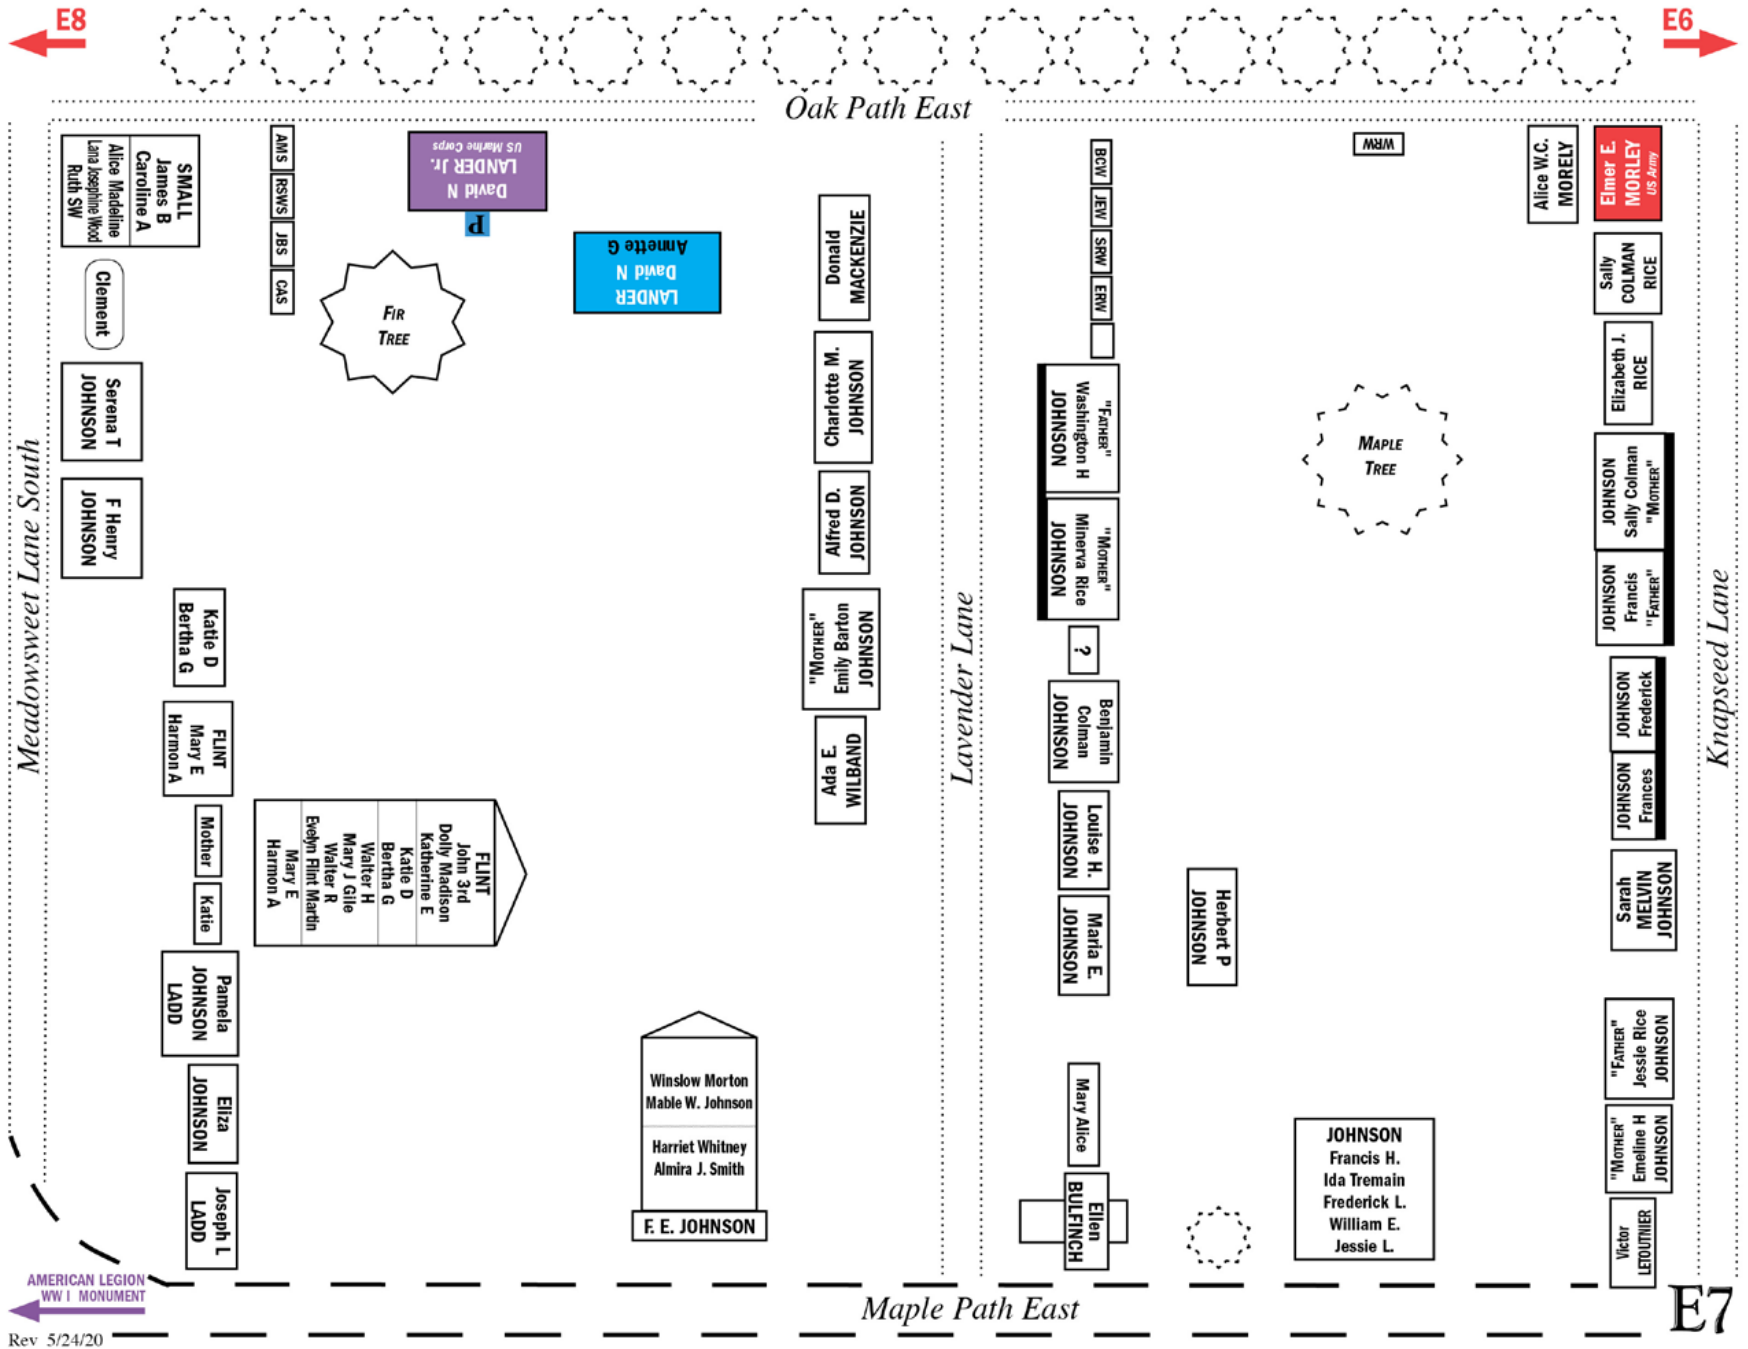 E8
E6
Oak Path East
SMALL
James B
Caroline A
Alice Madeline
Lana Josephine Wood
Ruth SW
AMS
RSWS
JBS
CAS
David N
LANDER Jr.
US Marine Corps
P
LANDER
David N
Annette G
Donald
MACKENZIE
BCW
JEW
SRW
ERW
WRW
Alice W.C.
MORELY
Elmer E.
MORLEY
US Army
Clement
FIR
TREE
Sally
COLMAN
RICE
Elizabeth J.
RICE
Serena T
JOHNSON
F Henry
JOHNSON
Charlotte M.
JOHNSON
Alfred D.
JOHNSON
"FATHER"
Washington H
JOHNSON
"MOTHER"
Minerva Rice
JOHNSON
MAPLE
TREE
JOHNSON
Sally Colman
"MOTHER"
JOHNSON
Francis
"FATHER"
Meadowsweet Lane South
Lavender Lane
Knapseed Lane
Katie D
Bertha G
"MOTHER"
Emily Barton
JOHNSON
?
Benjamin
Colman
JOHNSON
JOHNSON
Frederick
JOHNSON
Frances
FLINT
Mary E
Harmon A
Ada E.
WILBAND
Mother
Katie
FLINT
John 3rd
Dolly Madison
Katherine E
Katie D
Bertha G
Walter H
Mary J Gile
Walter R
Evelyn Flint Martin
Mary E
Harmon A
Louise H.
JOHNSON
Maria E.
JOHNSON
Herbert P
JOHNSON
Sarah
MELVIN
JOHNSON
Pamela
JOHNSON
LADD
Eliza
JOHNSON
Joseph L
LADD
Winslow Morton
Mable W. Johnson
Harriet Whitney
Almira J. Smith
F. E. JOHNSON
Mary Alice
Ellen
BULFINCH
JOHNSON
Francis H.
Ida Tremain
Frederick L.
William E.
Jessie L.
"FATHER"
Jessie Rice
JOHNSON
"MOTHER"
Emeline H
JOHNSON
Victor
LETOUTNIER
AMERICAN LEGION
WW I MONUMENT
Maple Path East
E7
Rev 5/24/20